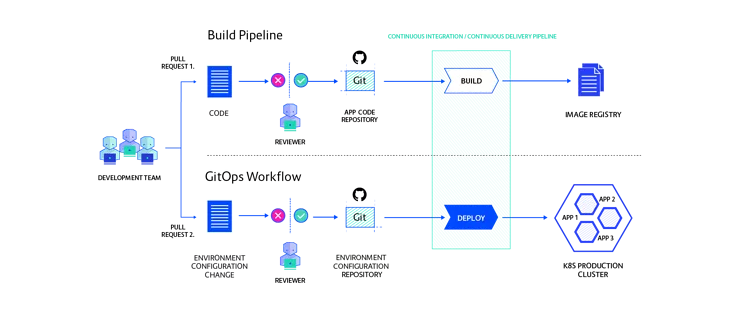 Build Pipeline
CONTINUOUS INTEGRATION / CONTINUOUS DELIVERY PIPELINE
PULL
REQUEST 1.
Git
BUILD
CODE
APP CODE
REPOSITORY
IMAGE REGISTRY
REVIEWER
DEVELOPMENT TEAM
GitOps Workflow
PULL
REQUEST 2.
Git
DEPLOY
APP 2
APP 1
APP 3
ENVIRONMENT
CONFIGURATION
CHANGE
REVIEWER
ENVIRONMENT
CONFIGURATION
REPOSITORY
K8S PRODUCTION
CLUSTER